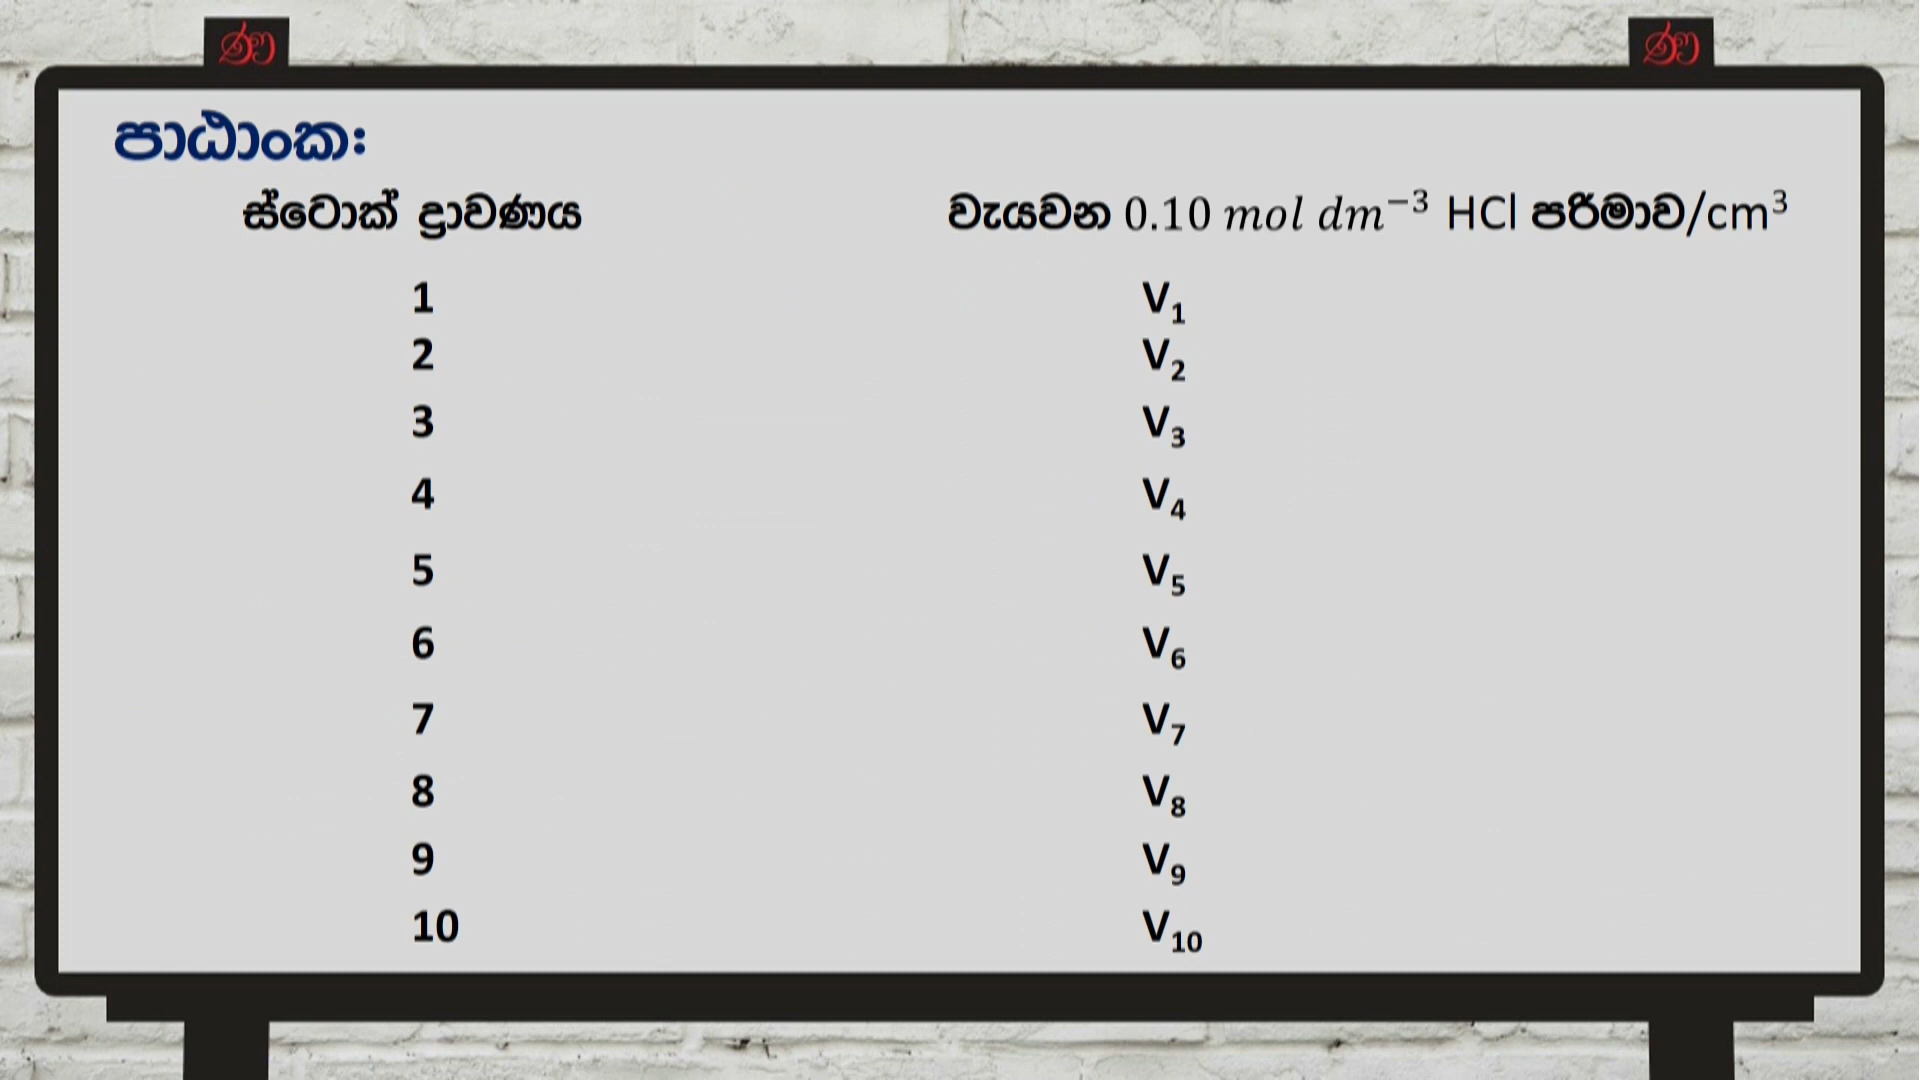 ණ ණ
පාඨාංක:
ස්ටොක් ද්‍රාවණය වැයවන 0.10 mol dm⁻³ HCl පරිමාව/cm³
1 V₁
2 V₂
3 V₃
4 V₄
5 V₅
6 V₆
7 V₇
8 V₈
9 V₉
10 V₁₀